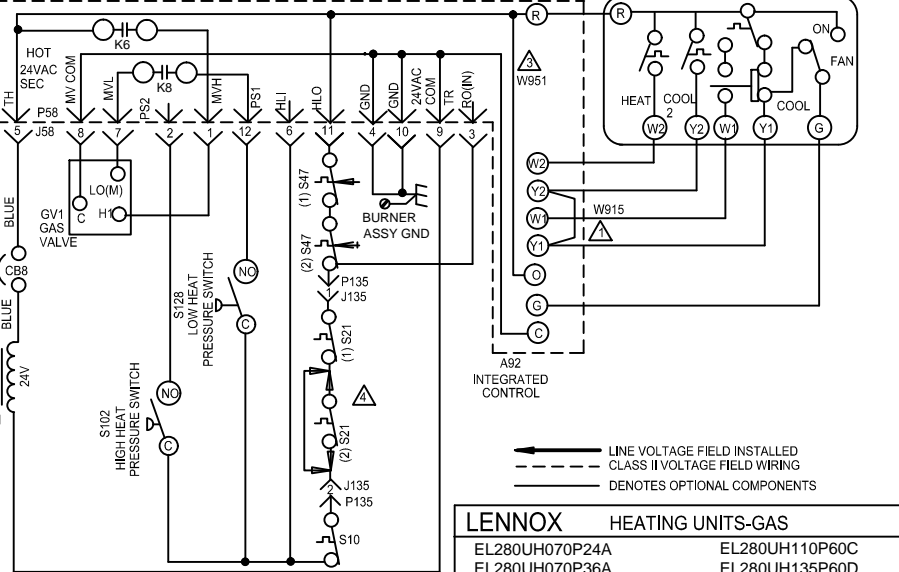 R
R
K6
ON
FAN
HOT
24VAC
SEC
3
W951
K8
TH
MV COM
MVL
PS2
MVH
PS1
HLI
HLO
GND
GND
24VAC
COM
TR
RO(IN)
HEAT
COOL
2
COOL
P58
J58
5
8
7
2
1
12
6
11
4
10
9
3
W2
Y2
W1
Y1
G
LO(M)
C
H1
GV1
GAS
VALVE
(1) S47
BURNER
ASSY GND
(2) S47
W2
Y2
W1
Y1
O
G
C
W915
1
BLUE
CB8
BLUE
24V
NO
C
S128
LOW HEAT
PRESSURE SWITCH
P135
1
J135
S21
(1)
4
S21
(2)
NO
C
S102
HIGH HEAT
PRESSURE SWITCH
2
J135
P135
S10
A92
INTEGRATED
CONTROL
LINE VOLTAGE FIELD INSTALLED
CLASS II VOLTAGE FIELD WIRING
DENOTES OPTIONAL COMPONENTS
LENNOX HEATING UNITS-GAS
EL280UH070P24A EL280UH110P60C
EL280UH070P36A EL280UH135P60D